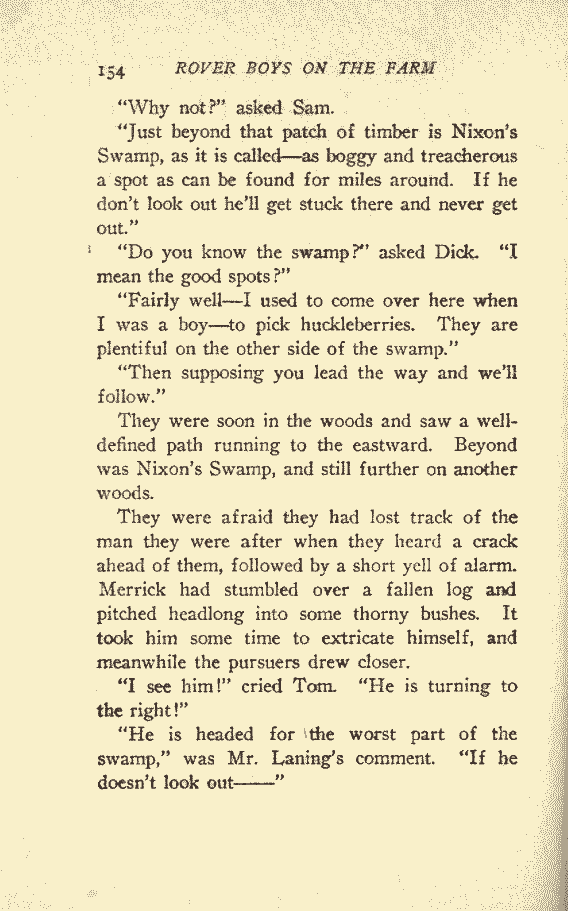 154 ROVER BOYS ON THE FARM
"Why not?" asked Sam.
"Just beyond that patch of timber is Nixon's
Swamp, as it is called—as boggy and treacherous
a spot as can be found for miles around. If he
don't look out he'll get stuck there and never get
out."
"Do you know the swamp?" asked Dick. "I
mean the good spots?"
"Fairly well—I used to come over here when
I was a boy—to pick huckleberries. They are
plentiful on the other side of the swamp."
"Then supposing you lead the way and we'll
follow."
They were soon in the woods and saw a well-
defined path running to the eastward. Beyond
was Nixon's Swamp, and still further on another
woods.
They were afraid they had lost track of the
man they were after when they heard a crack
ahead of them, followed by a short yell of alarm.
Merrick had stumbled over a fallen log and
pitched headlong into some thorny bushes. It
took him some time to extricate himself, and
meanwhile the pursuers drew closer.
"I see him!" cried Tom. "He is turning to
the right!"
"He is headed for the worst part of the
swamp," was Mr. Laning's comment. "If he
doesn't look out——"